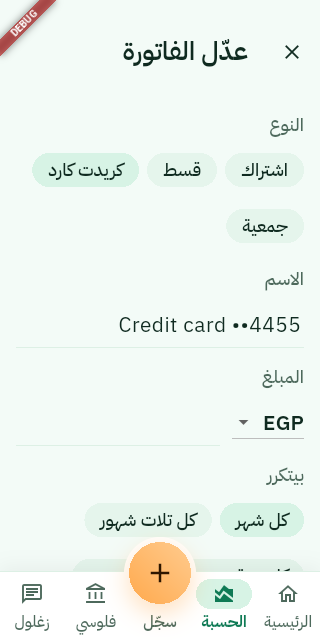 DEBUG
عدّل الفاتورة
النوع
اشتراك قسط كريدت كارد
جمعية
الاسم
Credit card ••4455
المبلغ
EGP
بيتكرر
كل شهر كل تلات شهور
الرئيسية الحسبة سجّل فلوسي زغلول